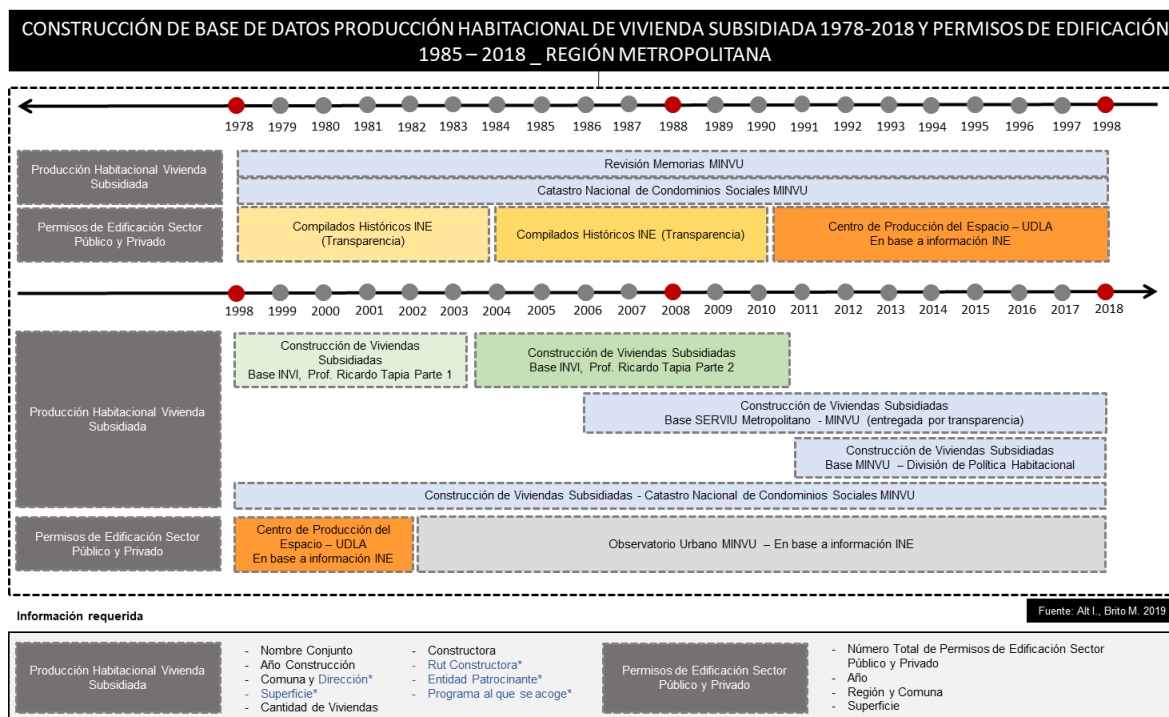 CONSTRUCCIÓN DE BASE DE DATOS PRODUCCIÓN HABITACIONAL DE VIVIENDA SUBSIDIADA 1978-2018 Y PERMISOS DE EDIFICACIÓN
1985 – 2018 _ REGIÓN METROPOLITANA
1978 1979 1980 1981 1982 1983 1984 1985 1986 1987 1988 1989 1990 1991 1992 1993 1994 1995 1996 1997 1998
Producción Habitacional Vivienda
Subsidiada
Revisión Memorias MINVU
Catastro Nacional de Condominios Sociales MINVU
Permisos de Edificación Sector
Público y Privado
Compilados Históricos INE
(Transparencia)
Compilados Históricos INE (Transparencia)
Centro de Producción del Espacio – UDLA
En base a información INE
1998 1999 2000 2001 2002 2003 2004 2005 2006 2007 2008 2009 2010 2011 2012 2013 2014 2015 2016 2017 2018
Producción Habitacional Vivienda
Subsidiada
Construcción de Viviendas
Subsidiadas
Base INVI, Prof. Ricardo Tapia Parte 1
Construcción de Viviendas Subsidiadas
Base INVI, Prof. Ricardo Tapia Parte 2
Construcción de Viviendas Subsidiadas
Base SERVIU Metropolitano - MINVU (entregada por transparencia)
Construcción de Viviendas Subsidiadas
Base MINVU – División de Política Habitacional
Construcción de Viviendas Subsidiadas - Catastro Nacional de Condominios Sociales MINVU
Permisos de Edificación Sector
Público y Privado
Centro de Producción del
Espacio – UDLA
En base a información INE
Observatorio Urbano MINVU – En base a información INE
Fuente: Alt I., Brito M. 2019
Información requerida
Producción Habitacional Vivienda
Subsidiada
- Nombre Conjunto
- Año Construcción
- Comuna y Dirección*
- Superficie*
- Cantidad de Viviendas
- Constructora
- Rut Constructora*
- Entidad Patrocinante*
- Programa al que se acoge*
Permisos de Edificación Sector
Público y Privado
- Número Total de Permisos de Edificación Sector
Público y Privado
- Año
- Región y Comuna
- Superficie